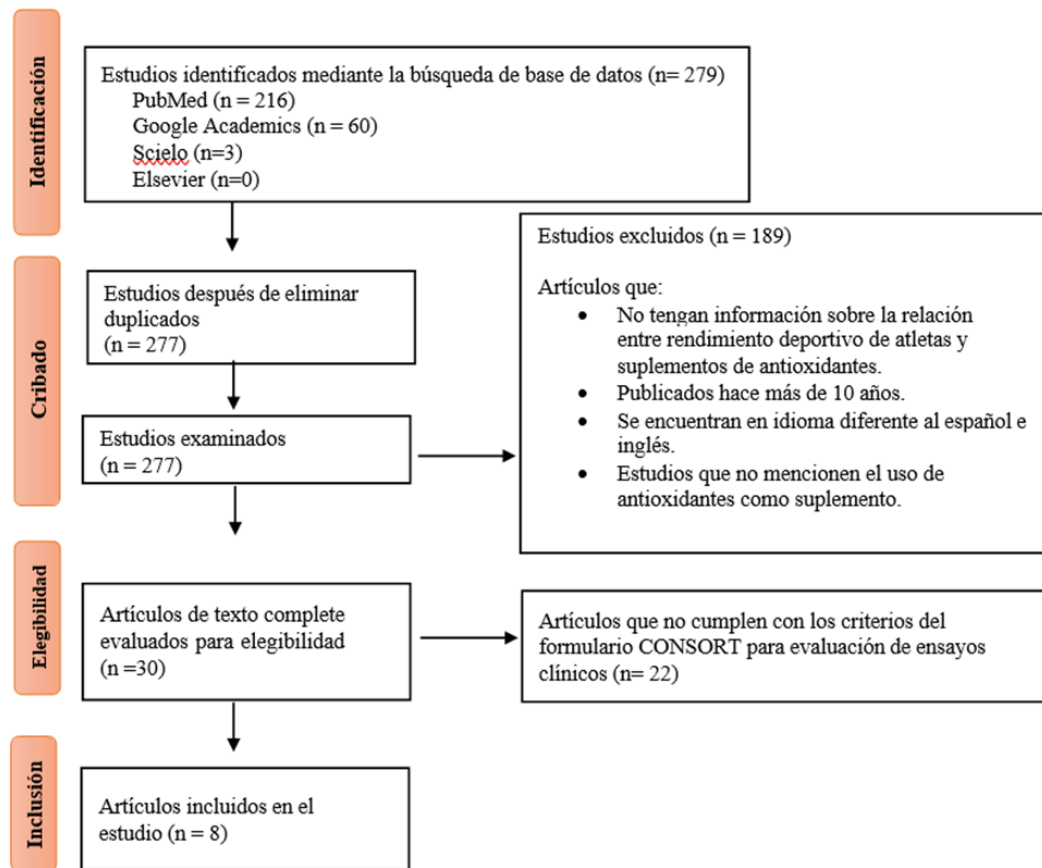 Identificación
Estudios identificados mediante la búsqueda de base de datos (n= 279)
PubMed (n = 216)
Google Academics (n = 60)
Scielo (n=3)
Elsevier (n=0)
Cribado
Estudios después de eliminar
duplicados
(n = 277)
Estudios examinados
(n = 277)
Estudios excluidos (n = 189)
Artículos que:
• No tengan información sobre la relación
entre rendimiento deportivo de atletas y
suplementos de antioxidantes.
• Publicados hace más de 10 años.
• Se encuentran en idioma diferente al español e
inglés.
• Estudios que no mencionen el uso de
antioxidantes como suplemento.
Elegibilidad
Artículos de texto complete
evaluados para elegibilidad
(n =30)
Artículos que no cumplen con los criterios del
formulario CONSORT para evaluación de ensayos
clínicos (n= 22)
Inclusión
Artículos incluidos en el
estudio (n = 8)